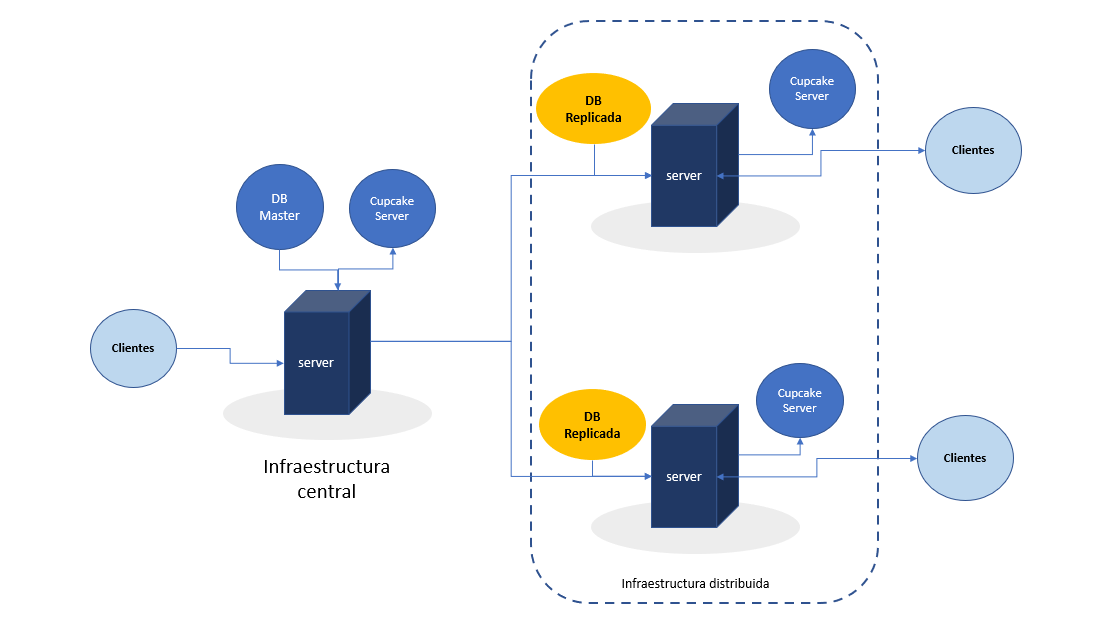 Clientes
DB
Master
Cupcake
Server
server
Infraestructura
central
DB
Replicada
server
Cupcake
Server
Clientes
DB
Replicada
server
Cupcake
Server
Clientes
Infraestructura distribuida